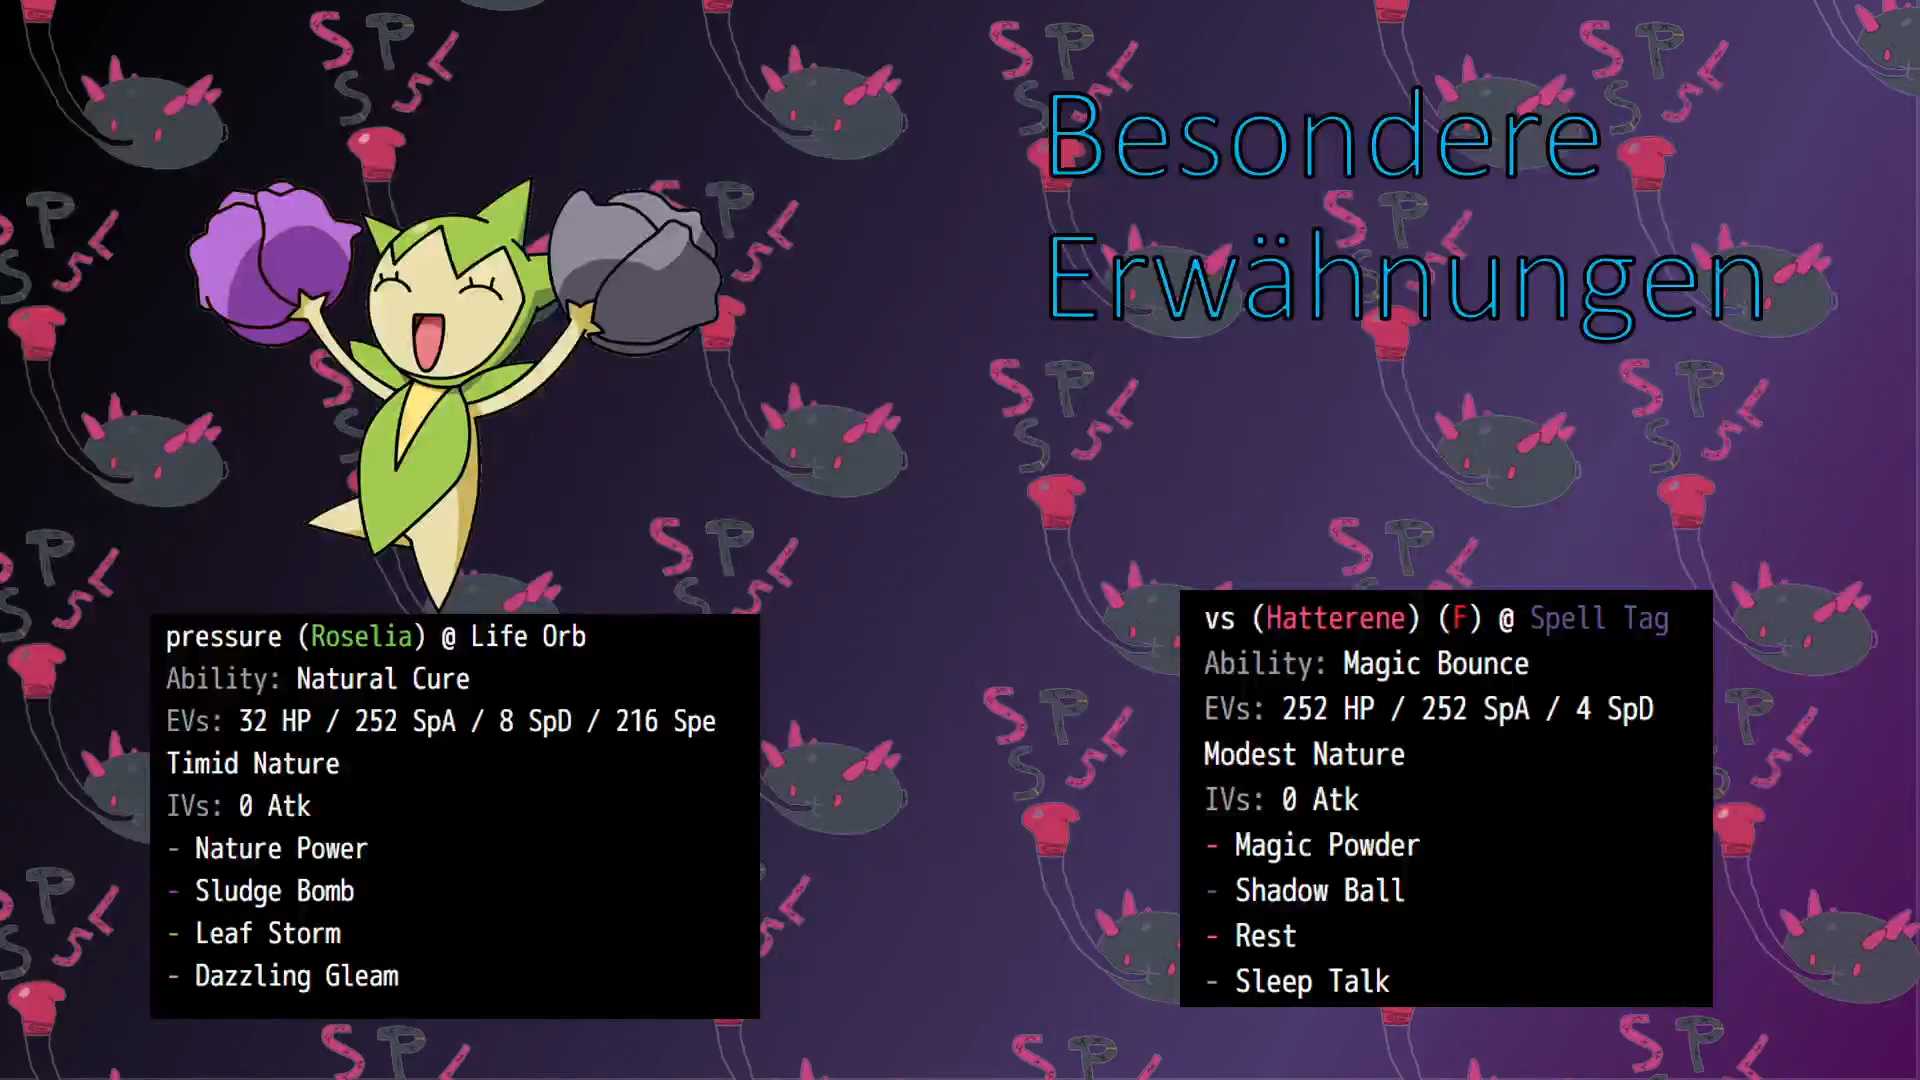 Besondere
Erwähnungen
pressure (Roselia) @ Life Orb
Ability: Natural Cure
EVs: 32 HP / 252 SpA / 8 SpD / 216 Spe
Timid Nature
IVs: 0 Atk
- Nature Power
- Sludge Bomb
- Leaf Storm
- Dazzling Gleam
vs (Hatterene) (F) @ Spell Tag
Ability: Magic Bounce
EVs: 252 HP / 252 SpA / 4 SpD
Modest Nature
IVs: 0 Atk
- Magic Powder
- Shadow Ball
- Rest
- Sleep Talk